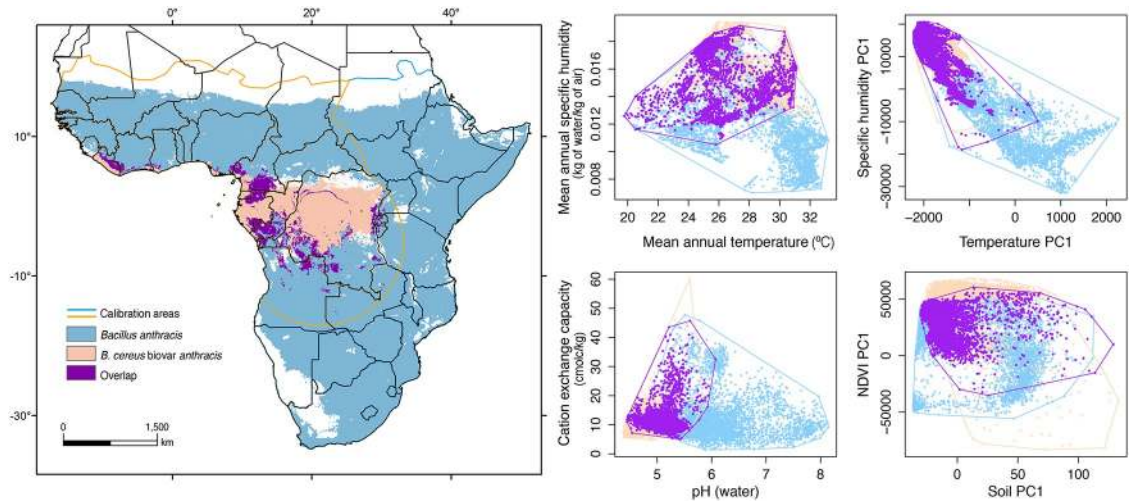 0°
20°
40°
10°
-10°
-30°
Calibration areas
Bacillus anthracis
B. cereus biovar anthracis
Overlap
0 1,500
km
Mean annual specific humidity
(kg of water/kg of air)
0.016
0.012
0.008
20 22 24 26 28 30 32
Mean annual temperature (ºC)
Specific humidity PC1
10000
-10000
-30000
-2000 0 1000 2200
Temperature PC1
Cation exchange capacity
(cmolc/kg)
60
50
40
30
20
10
0
5 6 7 8
pH (water)
NDVI PC1
50000
0
-50000
0 50 100
Soil PC1